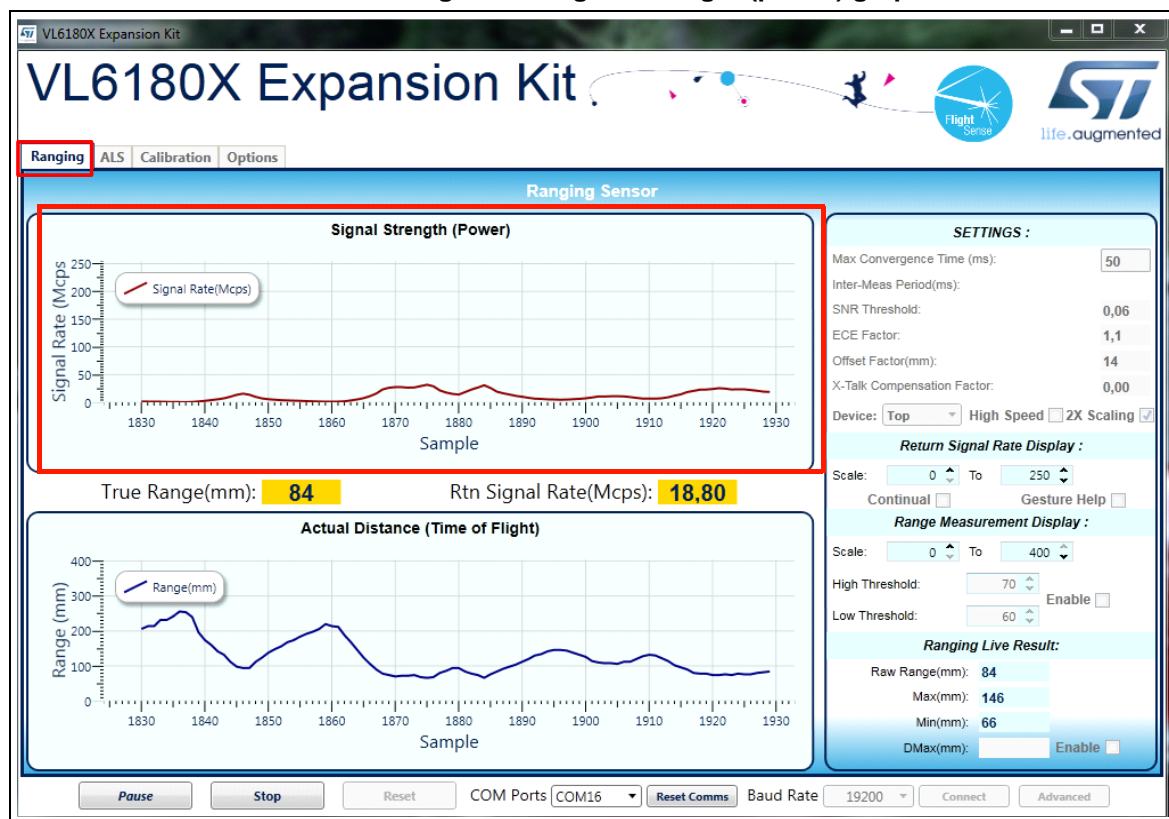 VL6180X Expansion Kit
VL6180X Expansion Kit
Flight
Sense
life.augmented
Ranging ALS Calibration Options
Ranging Sensor
Signal Strength (Power)
Signal Rate (Mcps)
250
200
150
100
50
0
Signal Rate(Mcps)
1830 1840 1850 1860 1870 1880 1890 1900 1910 1920 1930
Sample
True Range(mm): 84 Rtn Signal Rate(Mcps): 18,80
Actual Distance (Time of Flight)
Range (mm)
400
300
200
100
0
Range(mm)
1830 1840 1850 1860 1870 1880 1890 1900 1910 1920 1930
Sample
SETTINGS :
Max Convergence Time (ms): 50
Inter-Meas Period(ms):
SNR Threshold: 0,06
ECE Factor: 1,1
Offset Factor(mm): 14
X-Talk Compensation Factor: 0,00
Device: Top High Speed 2X Scaling
Return Signal Rate Display :
Scale: 0 To 250
Continual Gesture Help
Range Measurement Display :
Scale: 0 To 400
High Threshold: 70
Enable
Low Threshold: 60
Ranging Live Result:
Raw Range(mm): 84
Max(mm): 146
Min(mm): 66
DMax(mm): Enable
Pause Stop Reset COM Ports COM16 Reset Comms Baud Rate 19200 Connect Advanced